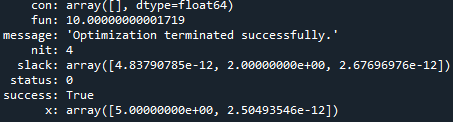 con: array([], dtype=float64)
fun: 10.00000000001719
message: 'Optimization terminated successfully.'
nit: 4
slack: array([4.83790785e-12, 2.00000000e+00, 2.67696976e-12])
status: 0
success: True
x: array([5.00000000e+00, 2.50493546e-12])